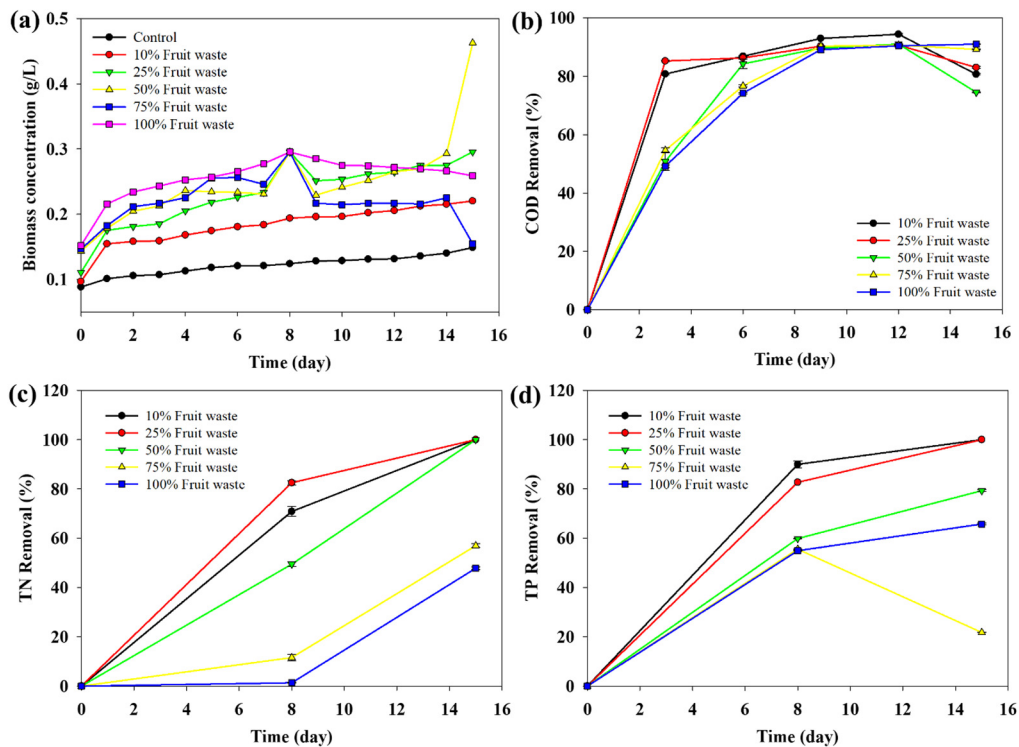 (a)
0.5
0.4
0.3
0.2
0.1
Biomass concentration (g/L)
Control
10% Fruit waste
25% Fruit waste
50% Fruit waste
75% Fruit waste
100% Fruit waste
0 2 4 6 8 10 12 14 16
Time (day)
(b)
100
80
60
40
20
0
COD Removal (%)
10% Fruit waste
25% Fruit waste
50% Fruit waste
75% Fruit waste
100% Fruit waste
0 2 4 6 8 10 12 14 16
Time (day)
(c)
120
100
80
60
40
20
0
TN Removal (%)
10% Fruit waste
25% Fruit waste
50% Fruit waste
75% Fruit waste
100% Fruit waste
0 2 4 6 8 10 12 14 16
Time (day)
(d)
120
100
80
60
40
20
0
TP Removal (%)
10% Fruit waste
25% Fruit waste
50% Fruit waste
75% Fruit waste
100% Fruit waste
0 2 4 6 8 10 12 14 16
Time (day)